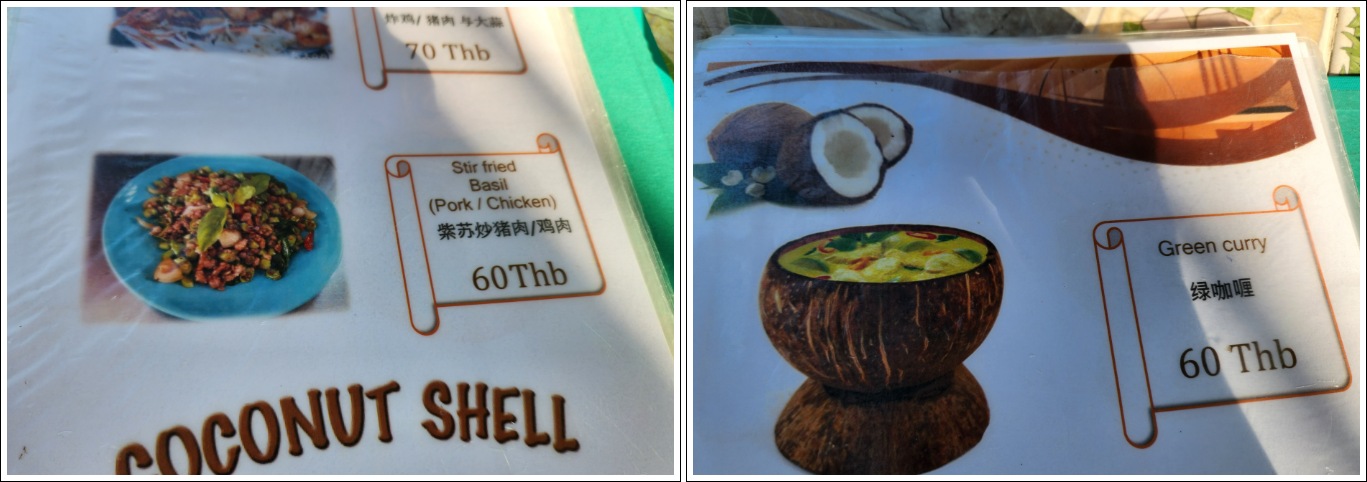 炸鸡/ 猪肉 与大蒜
70 Thb
Stir fried
Basil
(Pork / Chicken)
紫苏炒猪肉/鸡肉
60Thb
COCONUT SHELL
Green curry
绿咖喱
60 Thb